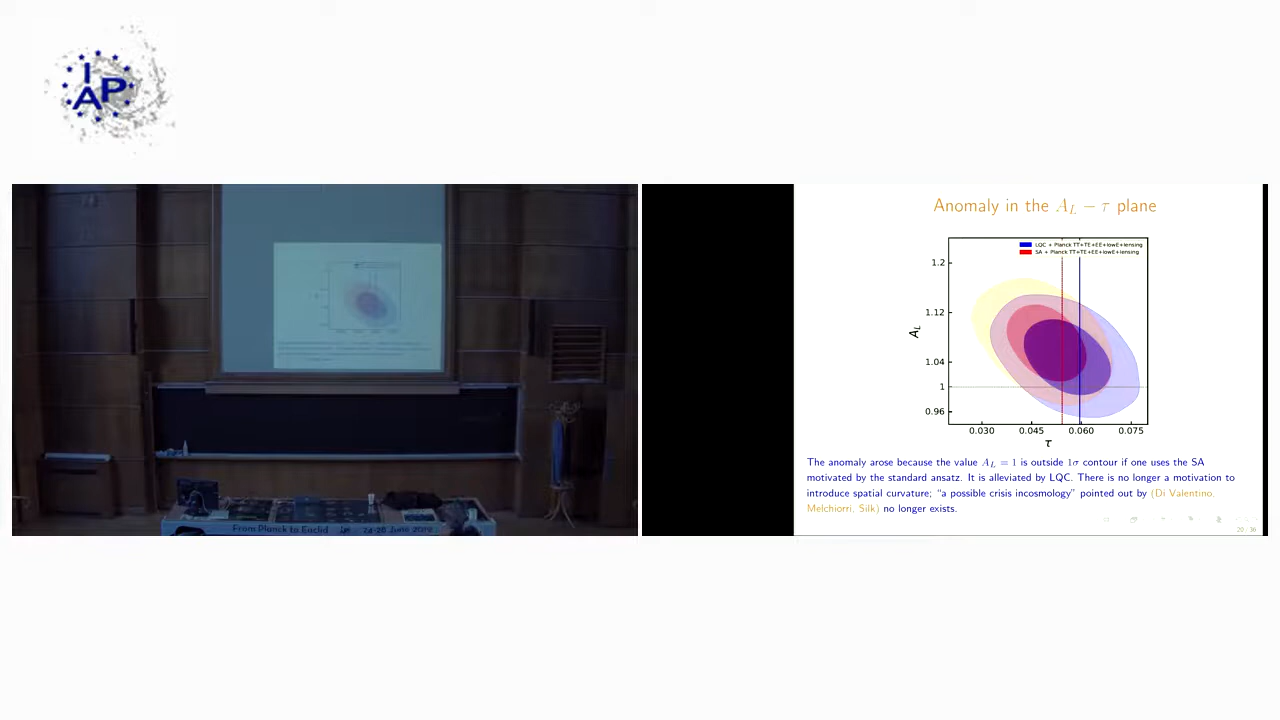 I
A
P
From Planck to Euclid
24-28 June 2019
Anomaly in the A_L − τ plane
LQC + Planck TT+TE+EE+lowE+lensing
SA + Planck TT+TE+EE+lowE+lensing
1.2
1.12
1.04
1
0.96
A_L
0.030 0.045 0.060 0.075
τ
The anomaly arose because the value A_L = 1 is outside 1σ contour if one uses the SA
motivated by the standard ansatz. It is alleviated by LQC. There is no longer a motivation to
introduce spatial curvature; “a possible crisis incosmology” pointed out by (Di Valentino,
Melchiorri, Silk) no longer exists.